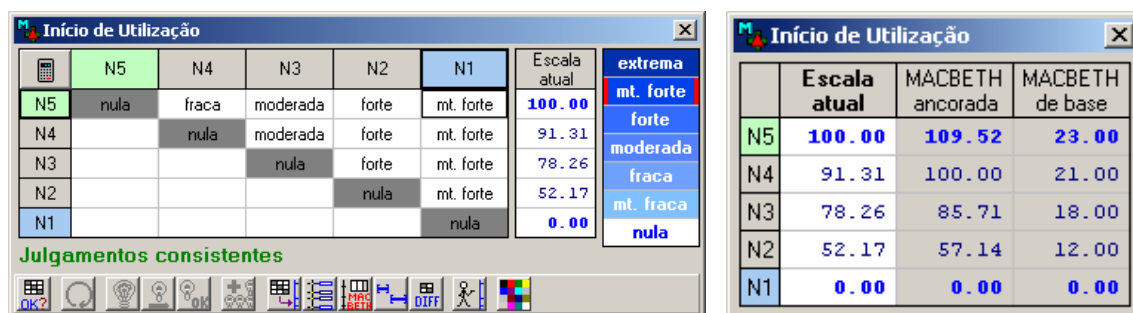 Início de Utilização
N5 N4 N3 N2 N1 Escala atual extrema
N5 nula fraca moderada forte mt. forte 100.00 mt. forte
N4 nula moderada forte mt. forte 91.31 forte
N3 nula forte mt. forte 78.26 moderada
N2 nula mt. forte 52.17 fraca
N1 nula 0.00 mt. fraca
nula
Julgamentos consistentes
OK? OK MAC BETH DIFF
Início de Utilização
Escala atual MACBETH ancorada MACBETH de base
N5 100.00 109.52 23.00
N4 91.31 100.00 21.00
N3 78.26 85.71 18.00
N2 52.17 57.14 12.00
N1 0.00 0.00 0.00